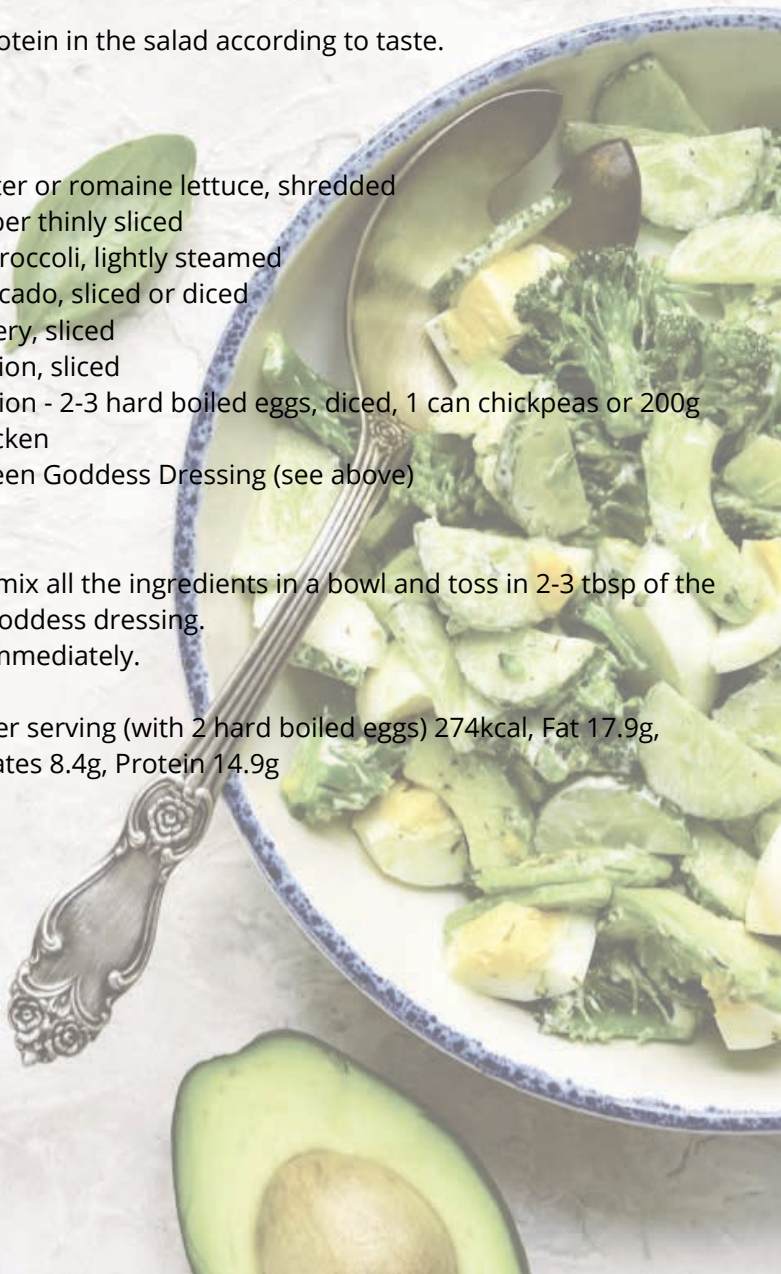 otein in the salad according to taste.
ter or romaine lettuce, shredded
ber thinly sliced
roccoli, lightly steamed
cado, sliced or diced
ery, sliced
ion, sliced
ion - 2-3 hard boiled eggs, diced, 1 can chickpeas or 200g
cken
een Goddess Dressing (see above)
mix all the ingredients in a bowl and toss in 2-3 tbsp of the
oddess dressing.
mmediately.
er serving (with 2 hard boiled eggs) 274kcal, Fat 17.9g,
ates 8.4g, Protein 14.9g